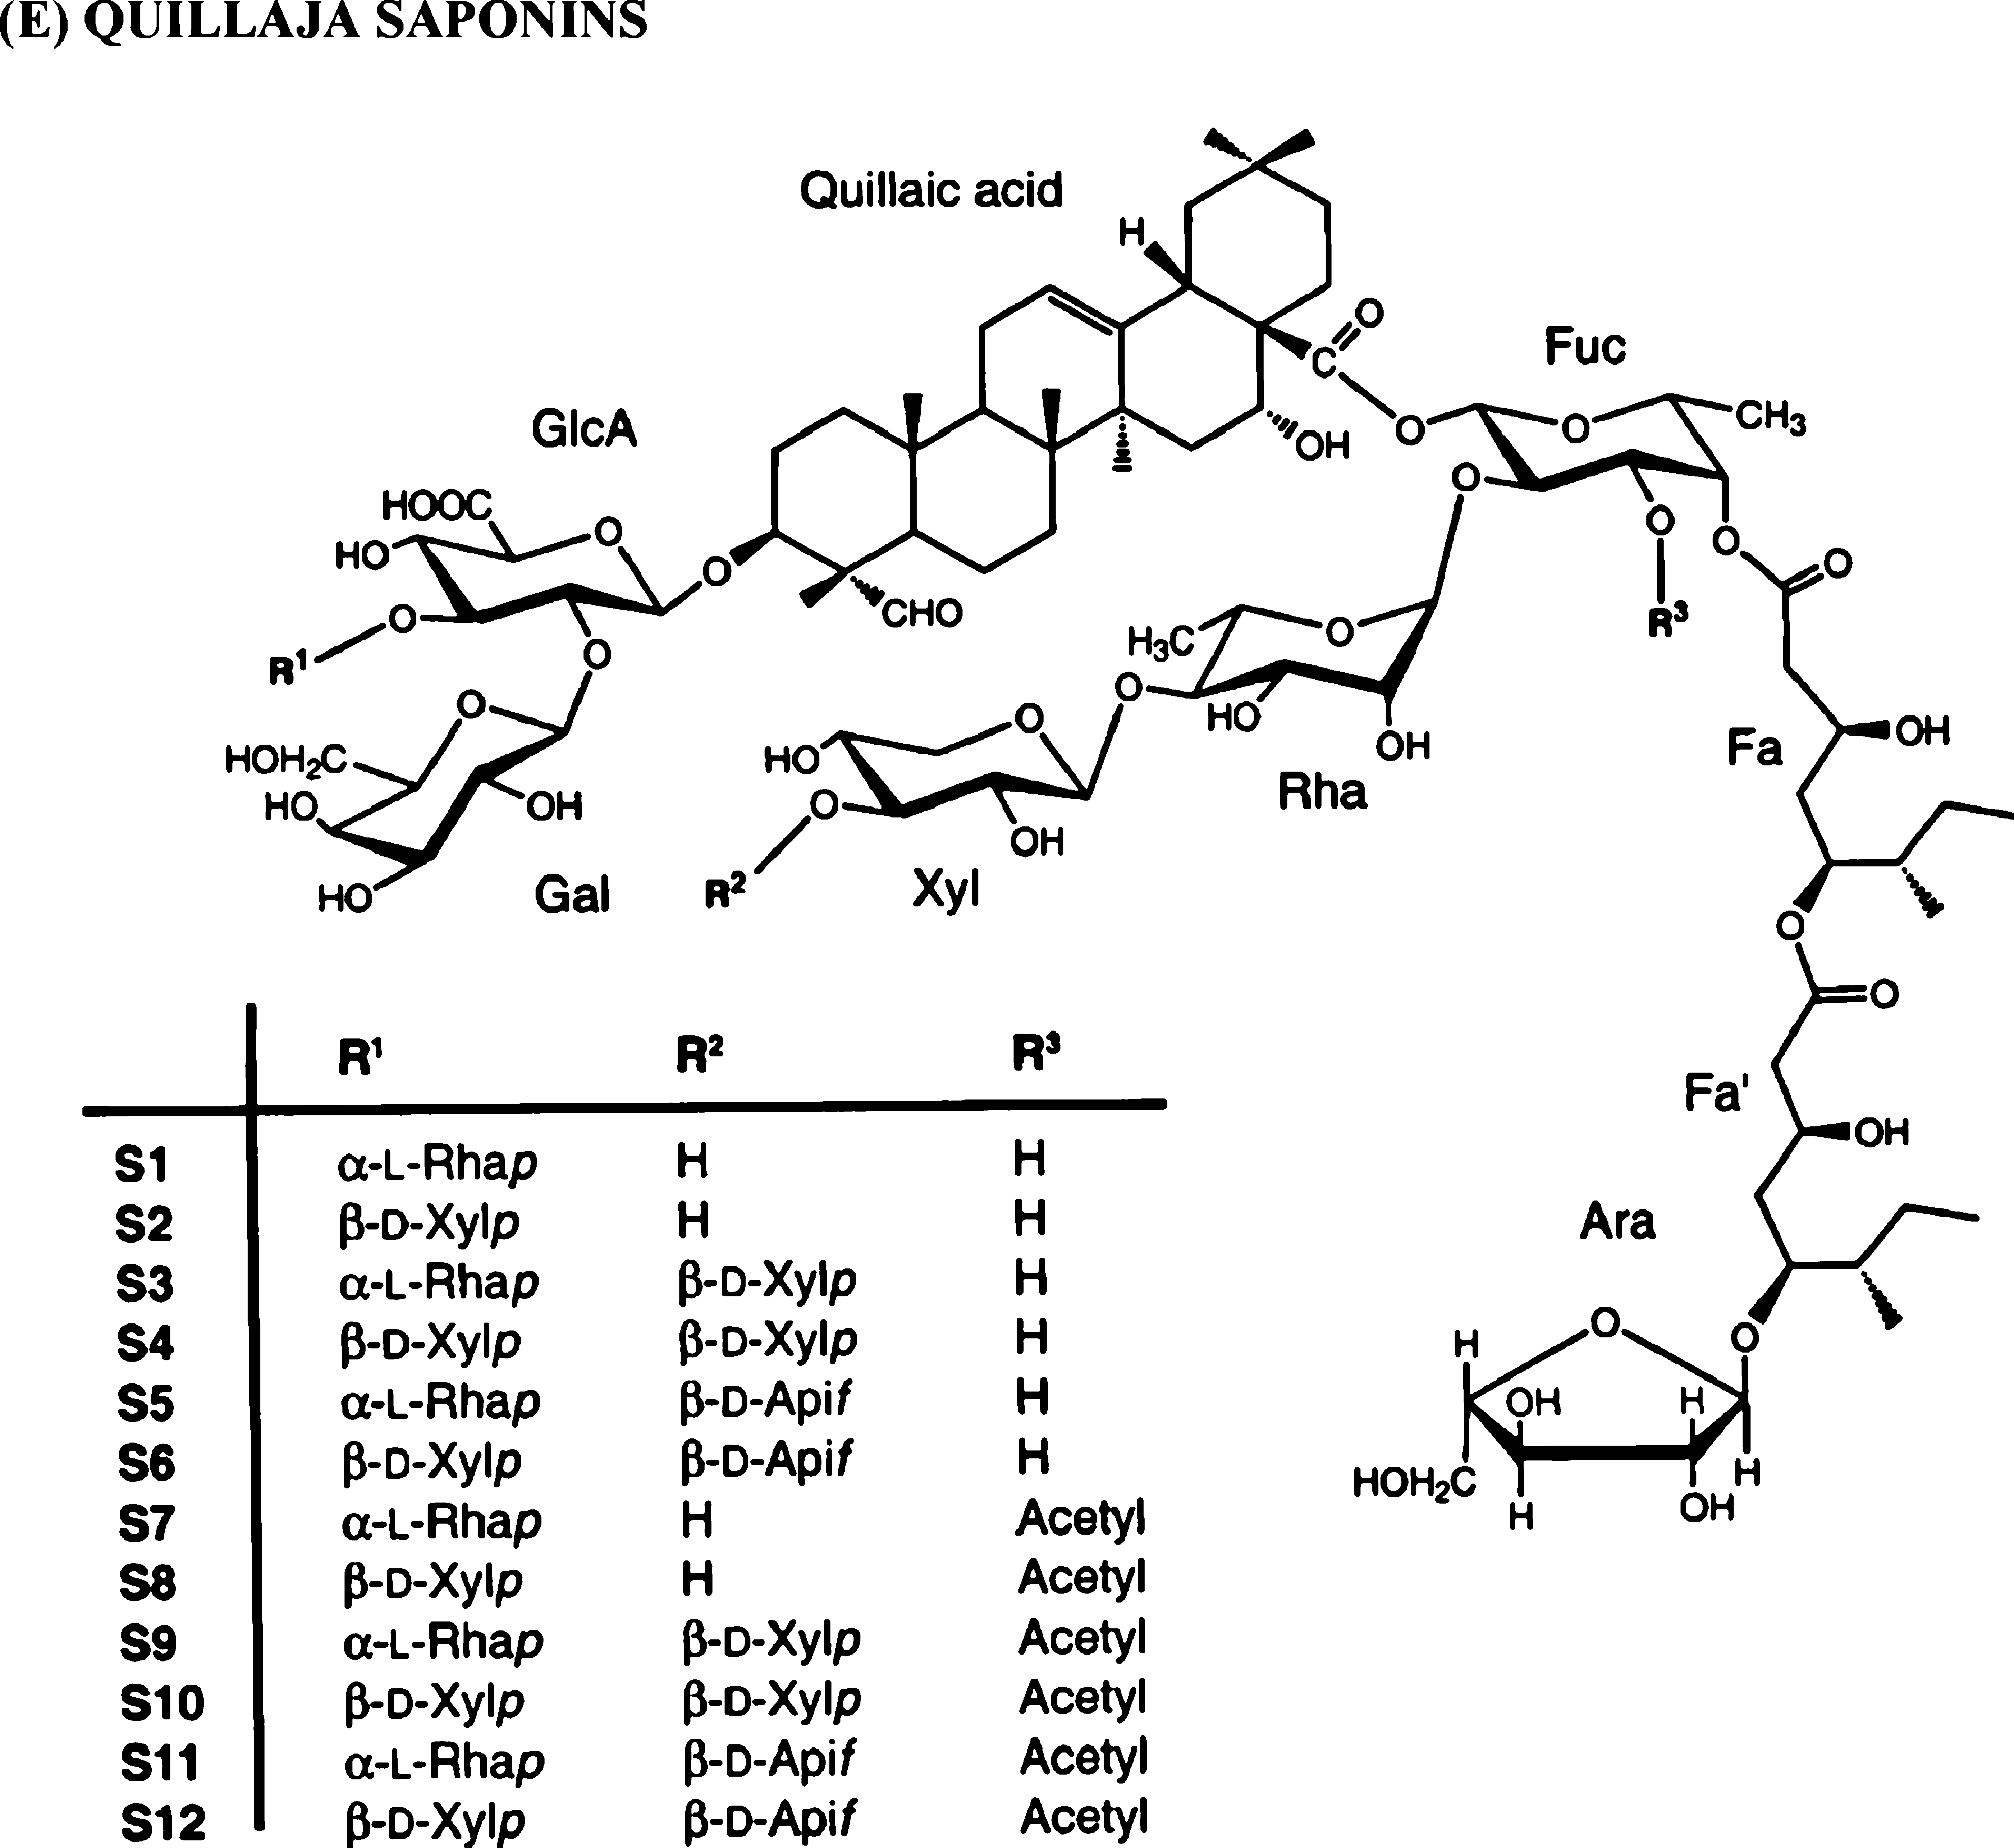 (E) QUILLAJA SAPONINS
Quillaic acid
H
O
C
Fuc
GlcA
O
O
CH₃
OH
O
HOOC
O
HO
O
O
O
O
O
CHO
R¹
R³
H₃C
O
O
O
HO
OH
O
O
HOH₂C
HO
Fa
OH
HO
OH
O
Rha
OH
HO
Gal
R²
Xyl
O
O
Fa'
OH
Ara
O
O
H
OH
H
HOH₂C
H
H
OH
R¹ R² R³
S1 α-L-Rhap H H
S2 β-D-Xylp H H
S3 α-L-Rhap β-D-Xylp H
S4 β-D-Xylp β-D-Xylp H
S5 α-L-Rhap β-D-Apif H
S6 β-D-Xylp β-D-Apif H
S7 α-L-Rhap H Acetyl
S8 β-D-Xylp H Acetyl
S9 α-L-Rhap β-D-Xylp Acetyl
S10 β-D-Xylp β-D-Xylp Acetyl
S11 α-L-Rhap β-D-Apif Acetyl
S12 β-D-Xylp β-D-Apif Acetyl